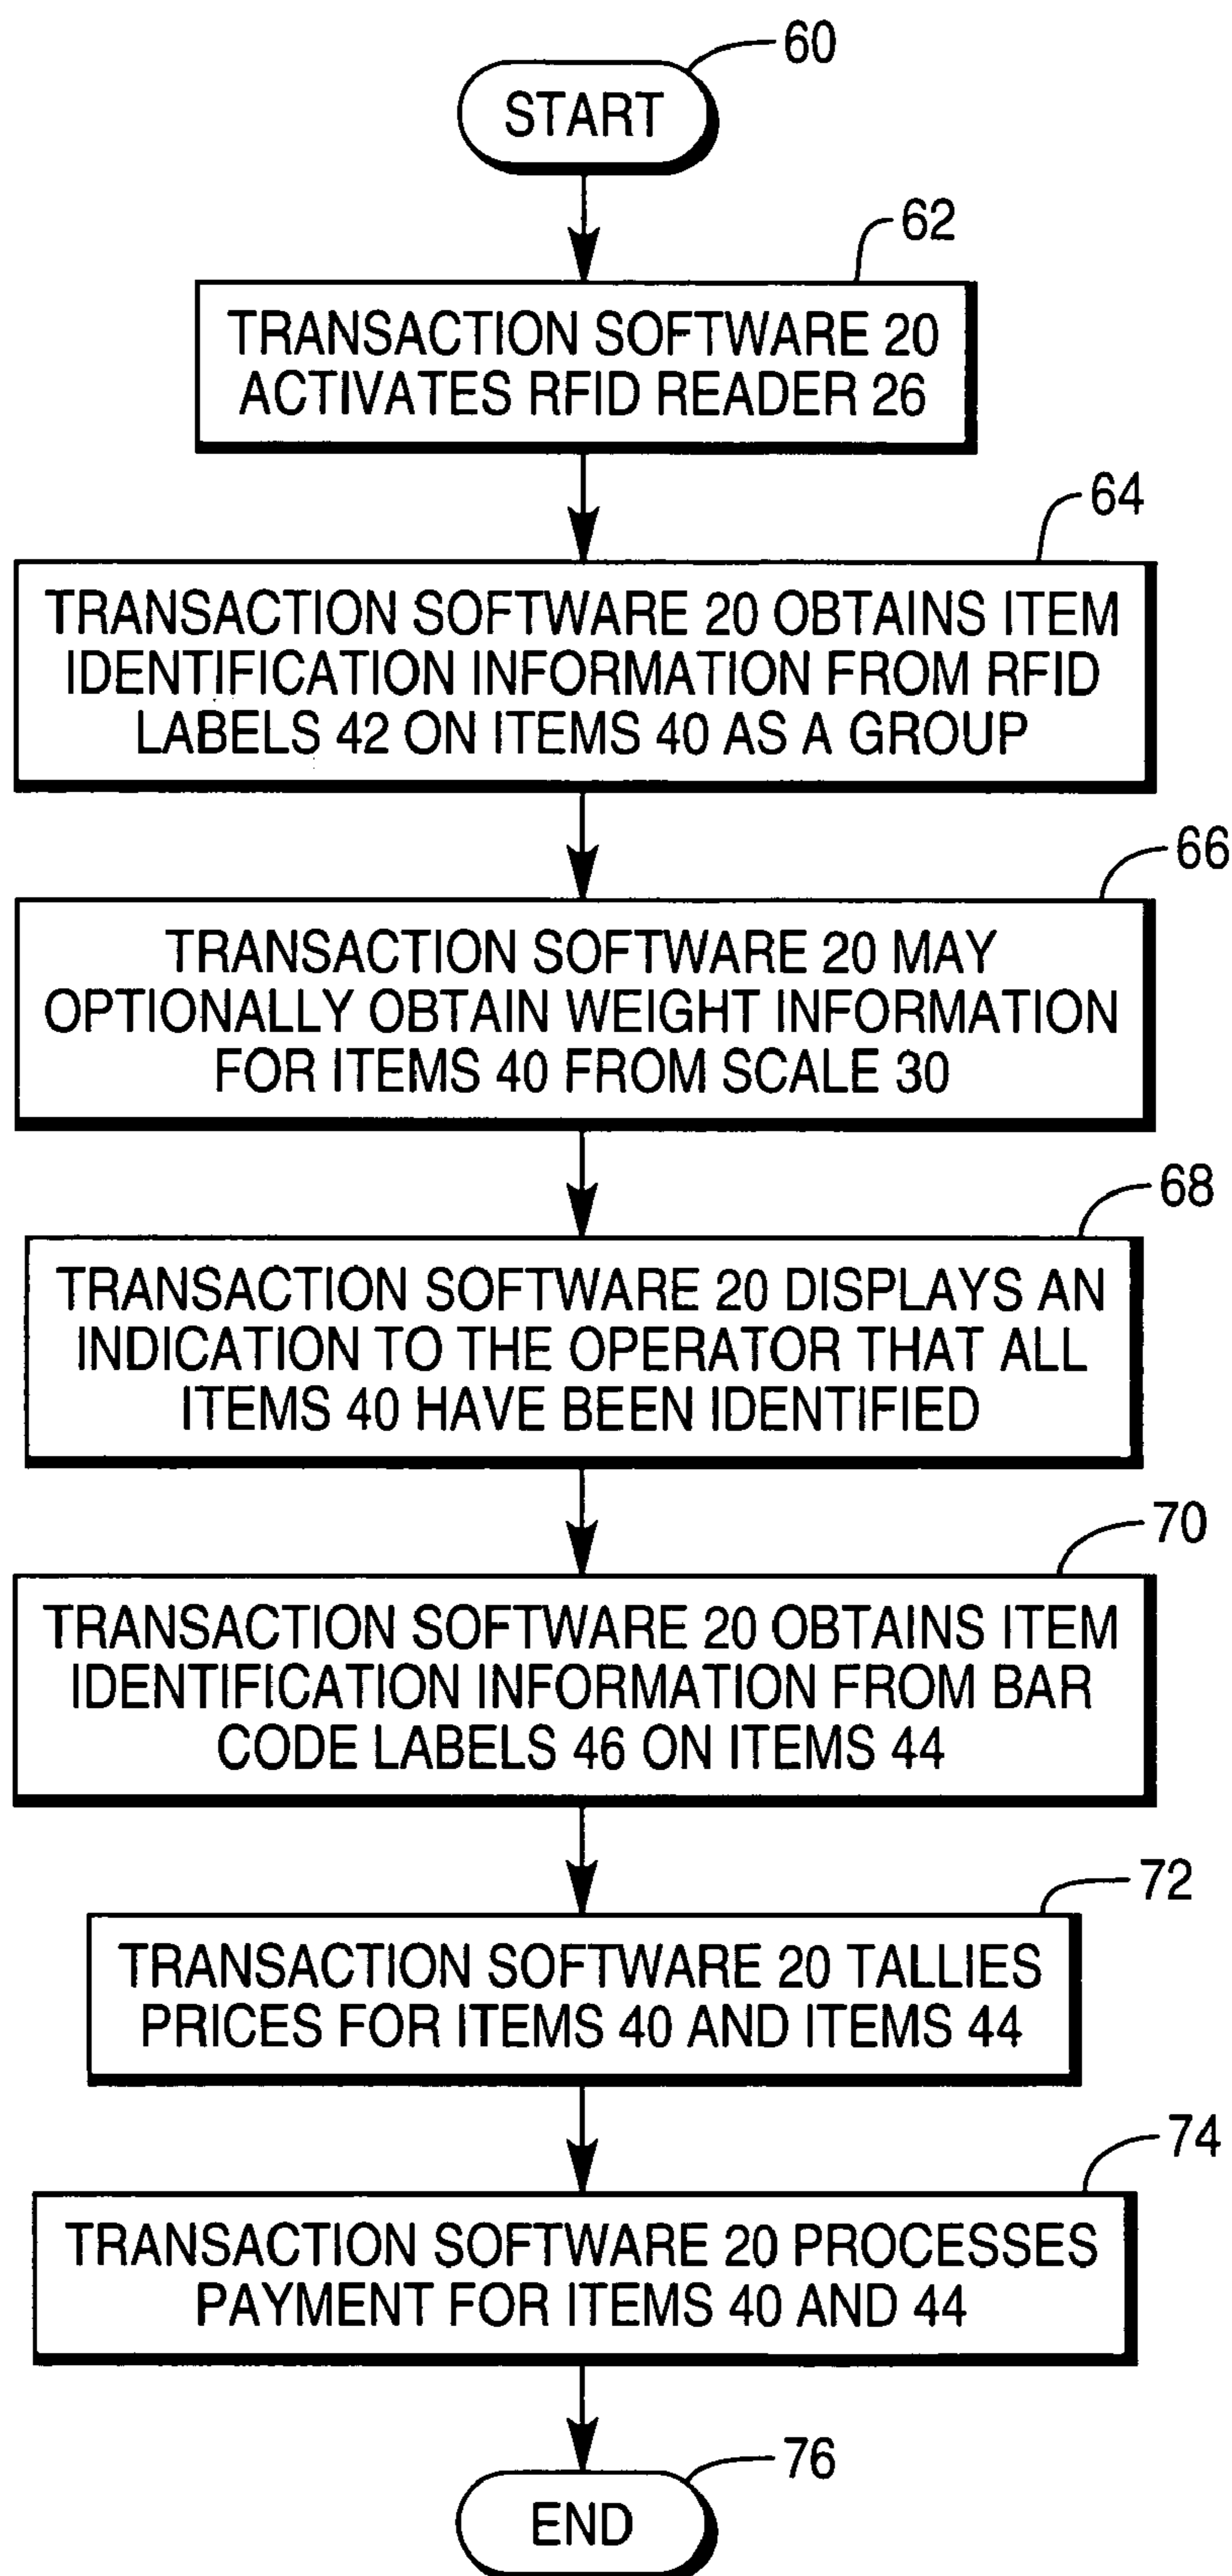 60
START
62
TRANSACTION SOFTWARE 20
ACTIVATES RFID READER 26
64
TRANSACTION SOFTWARE 20 OBTAINS ITEM
IDENTIFICATION INFORMATION FROM RFID
LABELS 42 ON ITEMS 40 AS A GROUP
66
TRANSACTION SOFTWARE 20 MAY
OPTIONALLY OBTAIN WEIGHT INFORMATION
FOR ITEMS 40 FROM SCALE 30
68
TRANSACTION SOFTWARE 20 DISPLAYS AN
INDICATION TO THE OPERATOR THAT ALL
ITEMS 40 HAVE BEEN IDENTIFIED
70
TRANSACTION SOFTWARE 20 OBTAINS ITEM
IDENTIFICATION INFORMATION FROM BAR
CODE LABELS 46 ON ITEMS 44
72
TRANSACTION SOFTWARE 20 TALLIES
PRICES FOR ITEMS 40 AND ITEMS 44
74
TRANSACTION SOFTWARE 20 PROCESSES
PAYMENT FOR ITEMS 40 AND 44
76
END